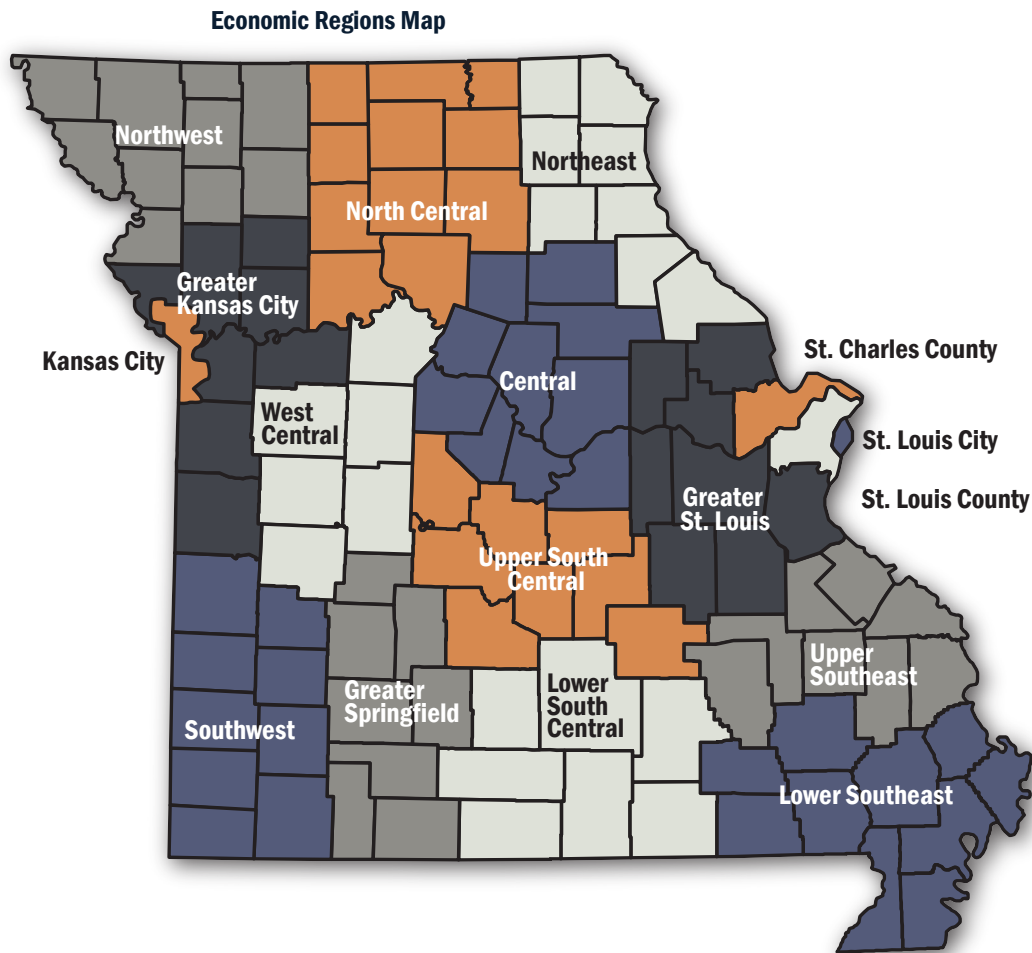 Economic Regions Map
Northwest
Northeast
North Central
Greater
Kansas City
Kansas City
St. Charles County
Central
West
Central
St. Louis City
St. Louis County
Greater
St. Louis
Upper South
Central
Upper
Southeast
Lower
South
Central
Greater
Springfield
Southwest
Lower Southeast